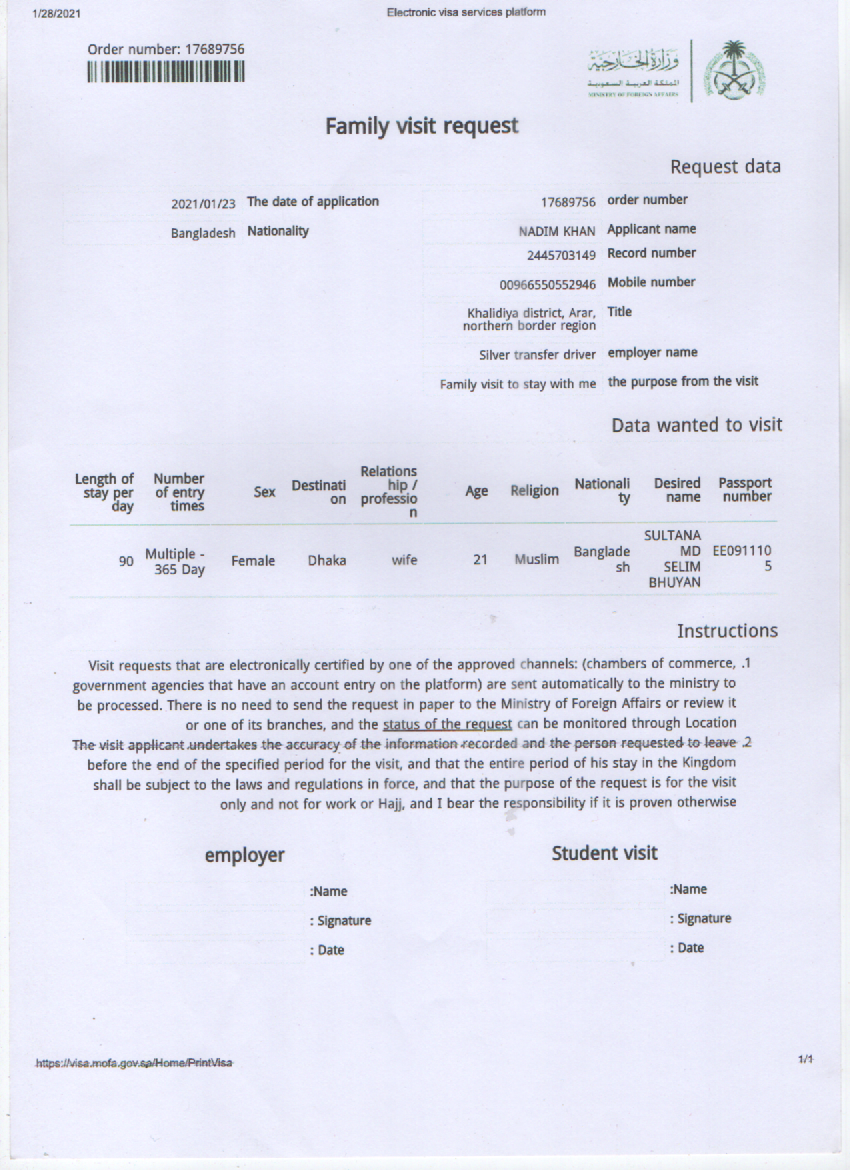 1/28/2021 Electronic visa services platform
Order number: 17689756
وزارة الخارجية
المملكة العربية السعودية
MINISTRY OF FOREIGN AFFAIRS
Family visit request
Request data
2021/01/23 The date of application 17689756 order number
Bangladesh Nationality NADIM KHAN Applicant name
2445703149 Record number
00966550552946 Mobile number
Khalidiya district, Arar, Title
northern border region
Silver transfer driver employer name
Family visit to stay with me the purpose from the visit
Data wanted to visit
Length of stay per day Number of entry times Sex Destinati on Relations hip / professio n Age Religion Nationali ty Desired name Passport number
90 Multiple - 365 Day Female Dhaka wife 21 Muslim Banglade sh SULTANA MD SELIM BHUYAN EE091110 5
Instructions
Visit requests that are electronically certified by one of the approved channels: (chambers of commerce, .1
government agencies that have an account entry on the platform) are sent automatically to the ministry to
be processed. There is no need to send the request in paper to the Ministry of Foreign Affairs or review it
or one of its branches, and the status of the request can be monitored through Location
The visit applicant undertakes the accuracy of the information recorded and the person requested to leave .2
before the end of the specified period for the visit, and that the entire period of his stay in the Kingdom
shall be subject to the laws and regulations in force, and that the purpose of the request is for the visit
only and not for work or Hajj, and I bear the responsibility if it is proven otherwise
employer Student visit
:Name :Name
: Signature : Signature
: Date : Date
https://visa.mofa.gov.sa/Home/PrintVisa 1/1